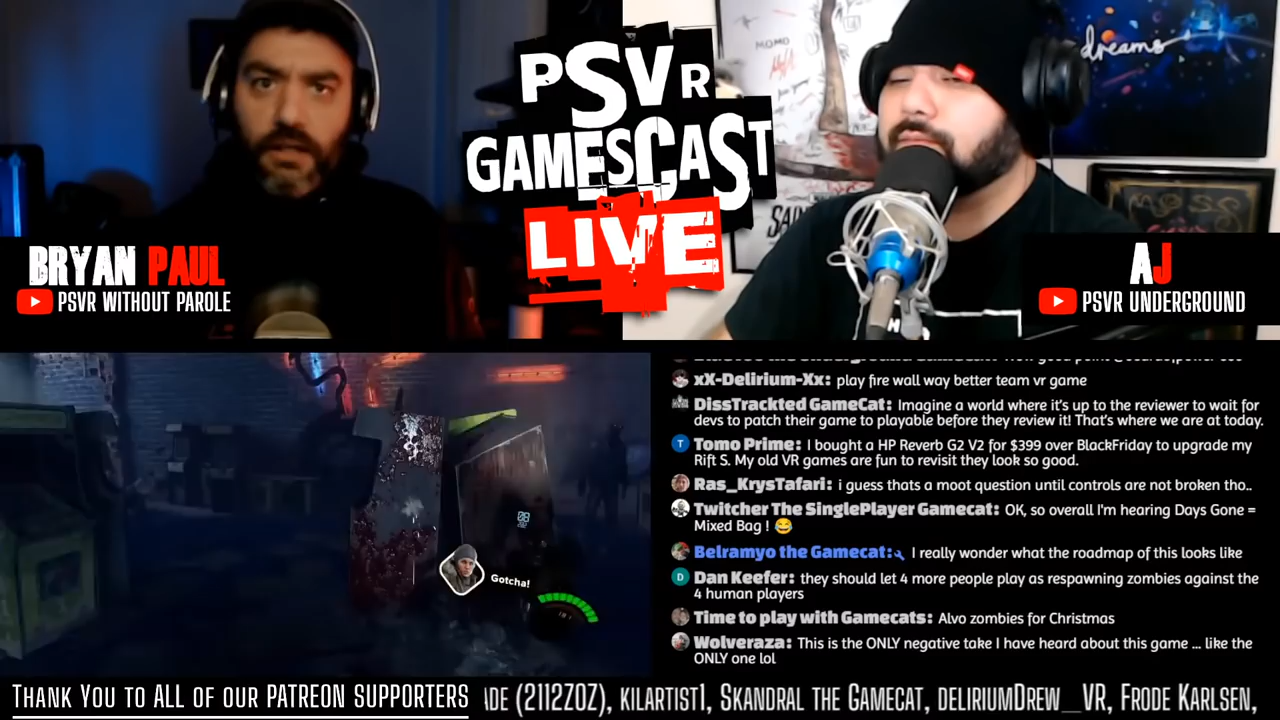 PSVR
GAMESCAST
LIVE
dreams
BRYAN PAUL
PSVR WITHOUT PAROLE
AJ
PSVR UNDERGROUND
xX-Delirium-Xx: play fire wall way better team vr game
DissTrackted GameCat: Imagine a world where it's up to the reviewer to wait for
devs to patch their game to playable before they review it! That's where we are at today.
Tomo Prime: I bought a HP Reverb G2 V2 for $399 over BlackFriday to upgrade my
Rift S. My old VR games are fun to revisit they look so good.
Ras_KrysTafari: i guess thats a moot question until controls are not broken tho..
Twitcher The SinglePlayer Gamecat: OK, so overall I'm hearing Days Gone =
Mixed Bag ! 😂
Belramyo the Gamecat: I really wonder what the roadmap of this looks like
Dan Keefer: they should let 4 more people play as respawning zombies against the
4 human players
Time to play with Gamecats: Alvo zombies for Christmas
Wolveraza: This is the ONLY negative take I have heard about this game ... like the
ONLY one lol
Gotcha!
THANK YOU TO ALL OF OUR PATREON SUPPORTERS
(2112ZOZ), KILARTIST1, SKANDRAL THE GAMECAT, DELIRIUMDREW_VR, FRODE KARLSEN,